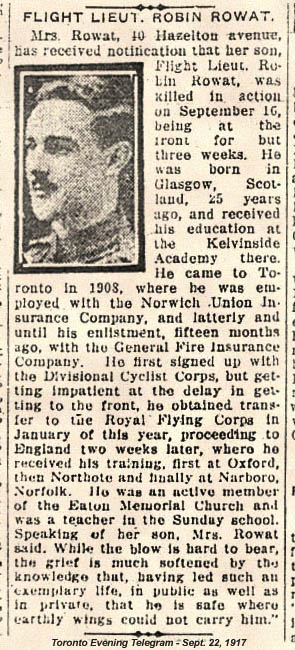 FLIGHT LIEUT. ROBIN ROWAT.
Mrs. Rowat, 10 Hazelton avenue,
has received notification that her son,
Flight Lieut. Ro-
bin Rowat, was
killed in action
on September 16,
being at the
front for but
three weeks. He
was born in
Glasgow, Scot-
land, 25 years
ago, and received
his education at
the Kelvinside
Academy there.
He came to To-
ronto in 1908, where he was em-
ployed with the Norwich Union In-
surance Company, and latterly and
until his enlistment, fifteen months
ago, with the General Fire Insurance
Company. He first signed up with
the Divisional Cyclist Corps, but get-
ting impatient at the delay in get-
ting to the front, he obtained trans-
fer to the Royal Flying Corps in
January of this year, proceeding to
England two weeks later, where he
received his training, first at Oxford,
then Northote and finally at Narboro,
Norfolk. He was an active member
of the Eaton Memorial Church and
was a teacher in the Sunday school.
Speaking of her son, Mrs. Rowat
said. While the blow is hard to bear,
the grief is much softened by the
knowledge that, having led such an
exemplary life, in public as well as
in private, that he is safe where
earthly wings could not carry him."
Toronto Evening Telegram - Sept. 22, 1917